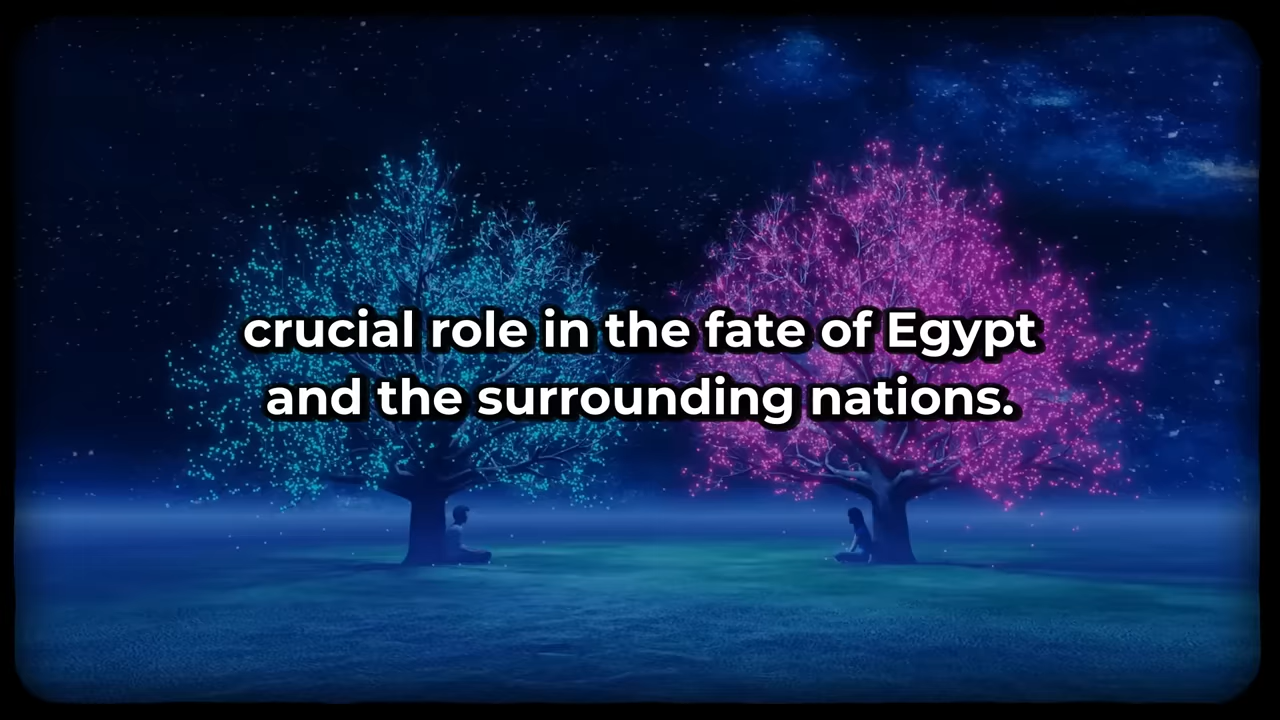 crucial role in the fate of Egypt
and the surrounding nations.